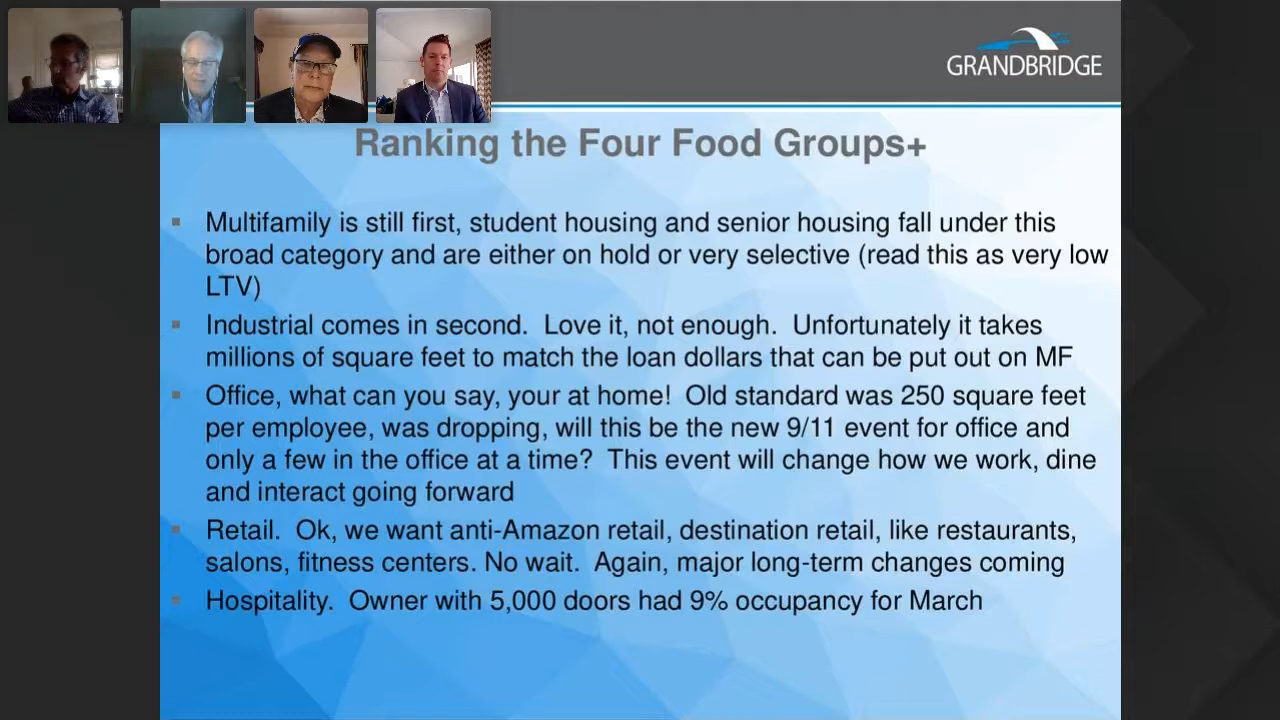 GRANDBRIDGE
Ranking the Four Food Groups+
Multifamily is still first, student housing and senior housing fall under this
broad category and are either on hold or very selective (read this as very low
LTV)
Industrial comes in second.  Love it, not enough.  Unfortunately it takes
millions of square feet to match the loan dollars that can be put out on MF
Office, what can you say, your at home!  Old standard was 250 square feet
per employee, was dropping, will this be the new 9/11 event for office and
only a few in the office at a time?  This event will change how we work, dine
and interact going forward
Retail.  Ok, we want anti-Amazon retail, destination retail, like restaurants,
salons, fitness centers. No wait.  Again, major long-term changes coming
Hospitality.  Owner with 5,000 doors had 9% occupancy for March